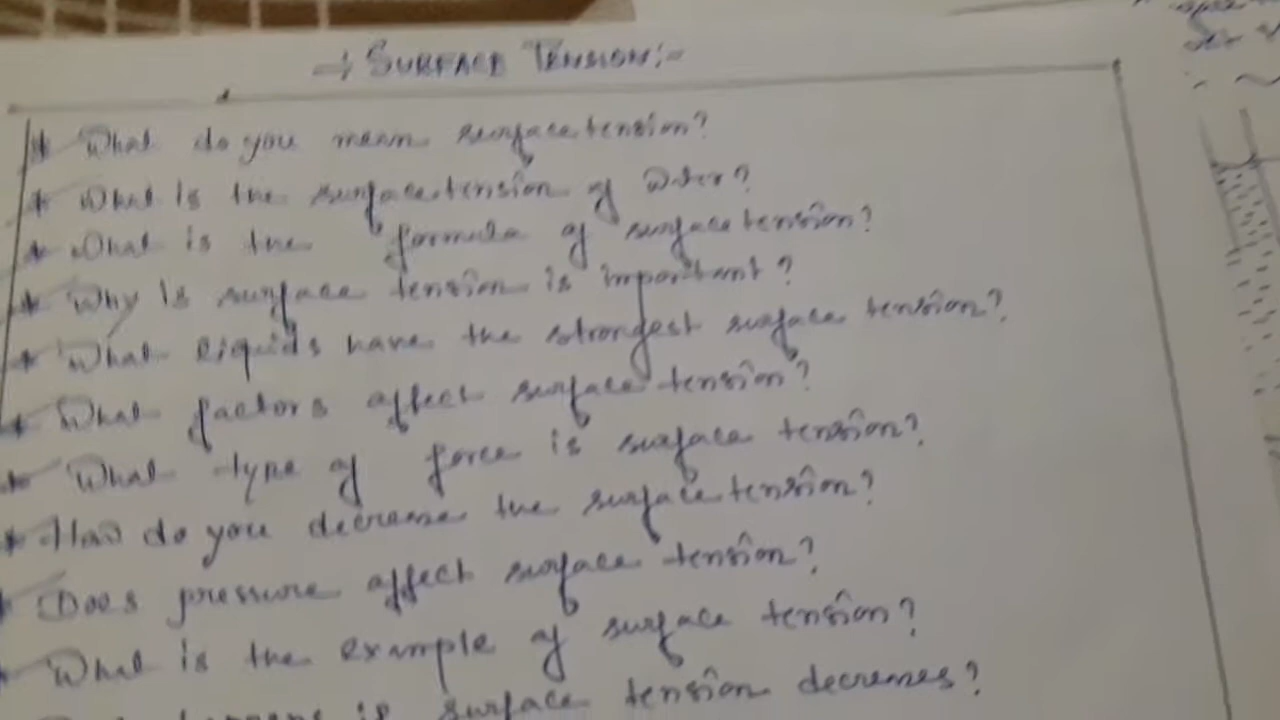 → SURFACE TENSION:-
* What do you mean surface tension?
* What is the surface tension of Water?
* What is the formula of surface tension?
* Why is surface tension is important?
* What liquids have the strongest surface tension?
* What factors affect surface tension?
* What type of force is surface tension?
* How do you decrease the surface tension?
* Does pressure affect surface tension?
* What is the example of surface tension?
is surface tension decreases?